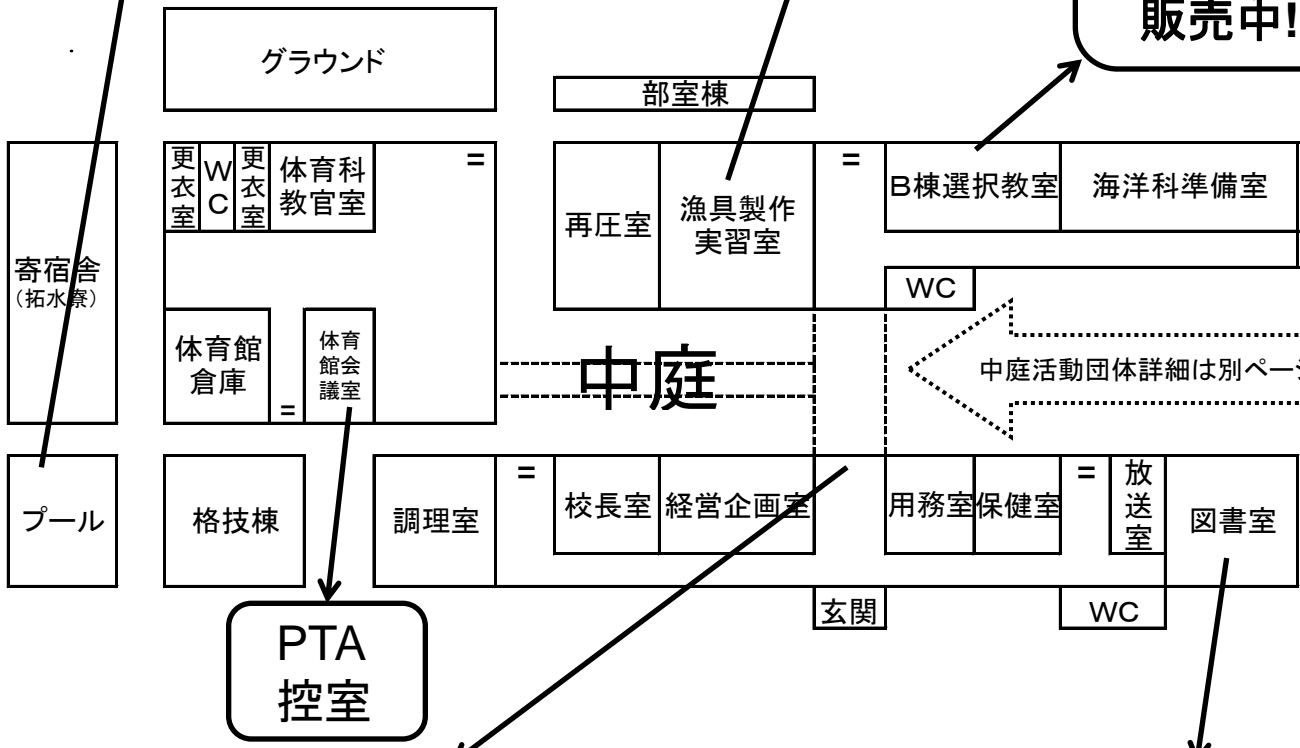 販売中!
グラウンド
部室棟
更衣室
WC
更衣室
体育科
教官室
=
再圧室
漁具製作
実習室
=
B棟選択教室
海洋科準備室
寄宿舎
（拓水寮）
WC
体育館
倉庫
=
体育
館会
議室
中庭
中庭活動団体詳細は別ペー
プール
格技棟
調理室
=
校長室
経営企画室
用務室
保健室
=
放送室
図書室
玄関
WC
PTA
控室